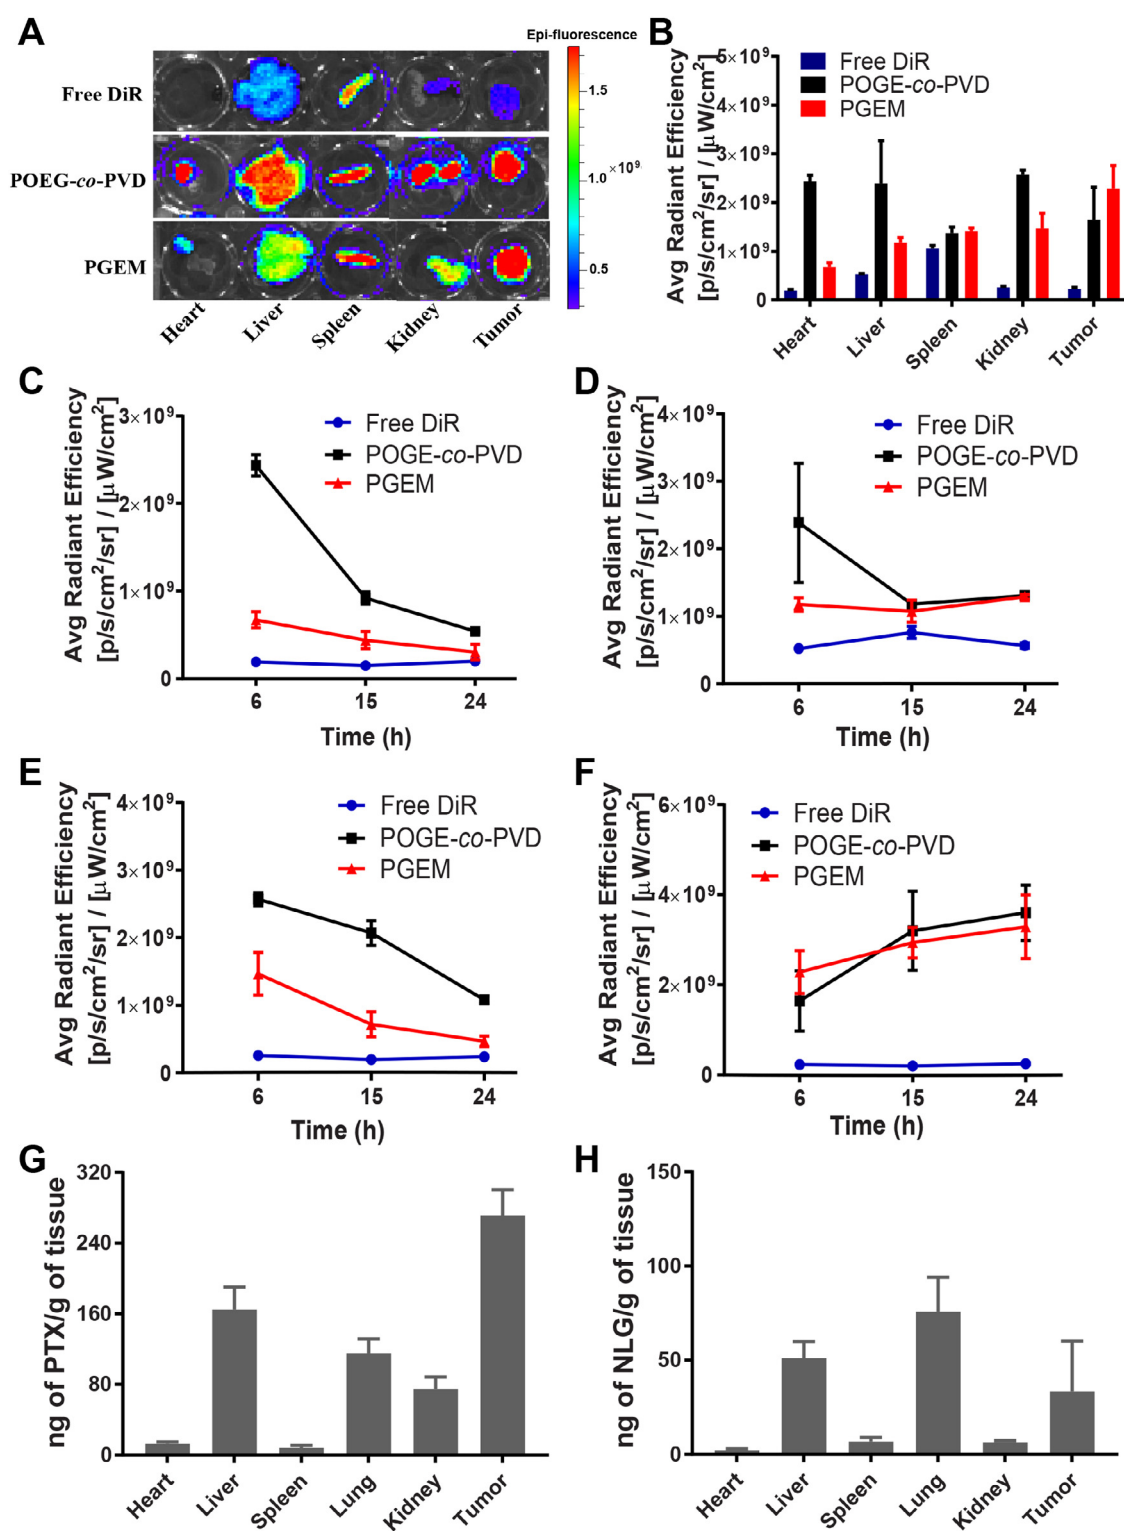 A
Epi-fluorescence
Free DiR
POEG-co-PVD
PGEM
1.5
1.0 ×10⁹
0.5
Heart
Liver
Spleen
Kidney
Tumor
B
Avg Radiant Efficiency
[p/s/cm²/sr] / [μW/cm²]
5×10⁹
4×10⁹
3×10⁹
2×10⁹
1×10⁹
0
Free DiR
POGE-co-PVD
PGEM
Heart
Liver
Spleen
Kidney
Tumor
C
Avg Radiant Efficiency
[p/s/cm²/sr] / [μW/cm²]
3×10⁹
2×10⁹
1×10⁹
0
Free DiR
POGE-co-PVD
PGEM
6
15
24
Time (h)
D
Avg Radiant Efficiency
[p/s/cm²/sr] / [μW/cm²]
4×10⁹
3×10⁹
2×10⁹
1×10⁹
0
Free DiR
POGE-co-PVD
PGEM
6
15
24
Time (h)
E
Avg Radiant Efficiency
[p/s/cm²/sr] / [μW/cm²]
4×10⁹
3×10⁹
2×10⁹
1×10⁹
0
Free DiR
POGE-co-PVD
PGEM
6
15
24
Time (h)
F
Avg Radiant Efficiency
[p/s/cm²/sr] / [μW/cm²]
6×10⁹
4×10⁹
2×10⁹
0
Free DiR
POGE-co-PVD
PGEM
6
15
24
Time (h)
G
ng of PTX/g of tissue
320
240
160
80
0
Heart
Liver
Spleen
Lung
Kidney
Tumor
H
ng of NLG/g of tissue
150
100
50
0
Heart
Liver
Spleen
Lung
Kidney
Tumor